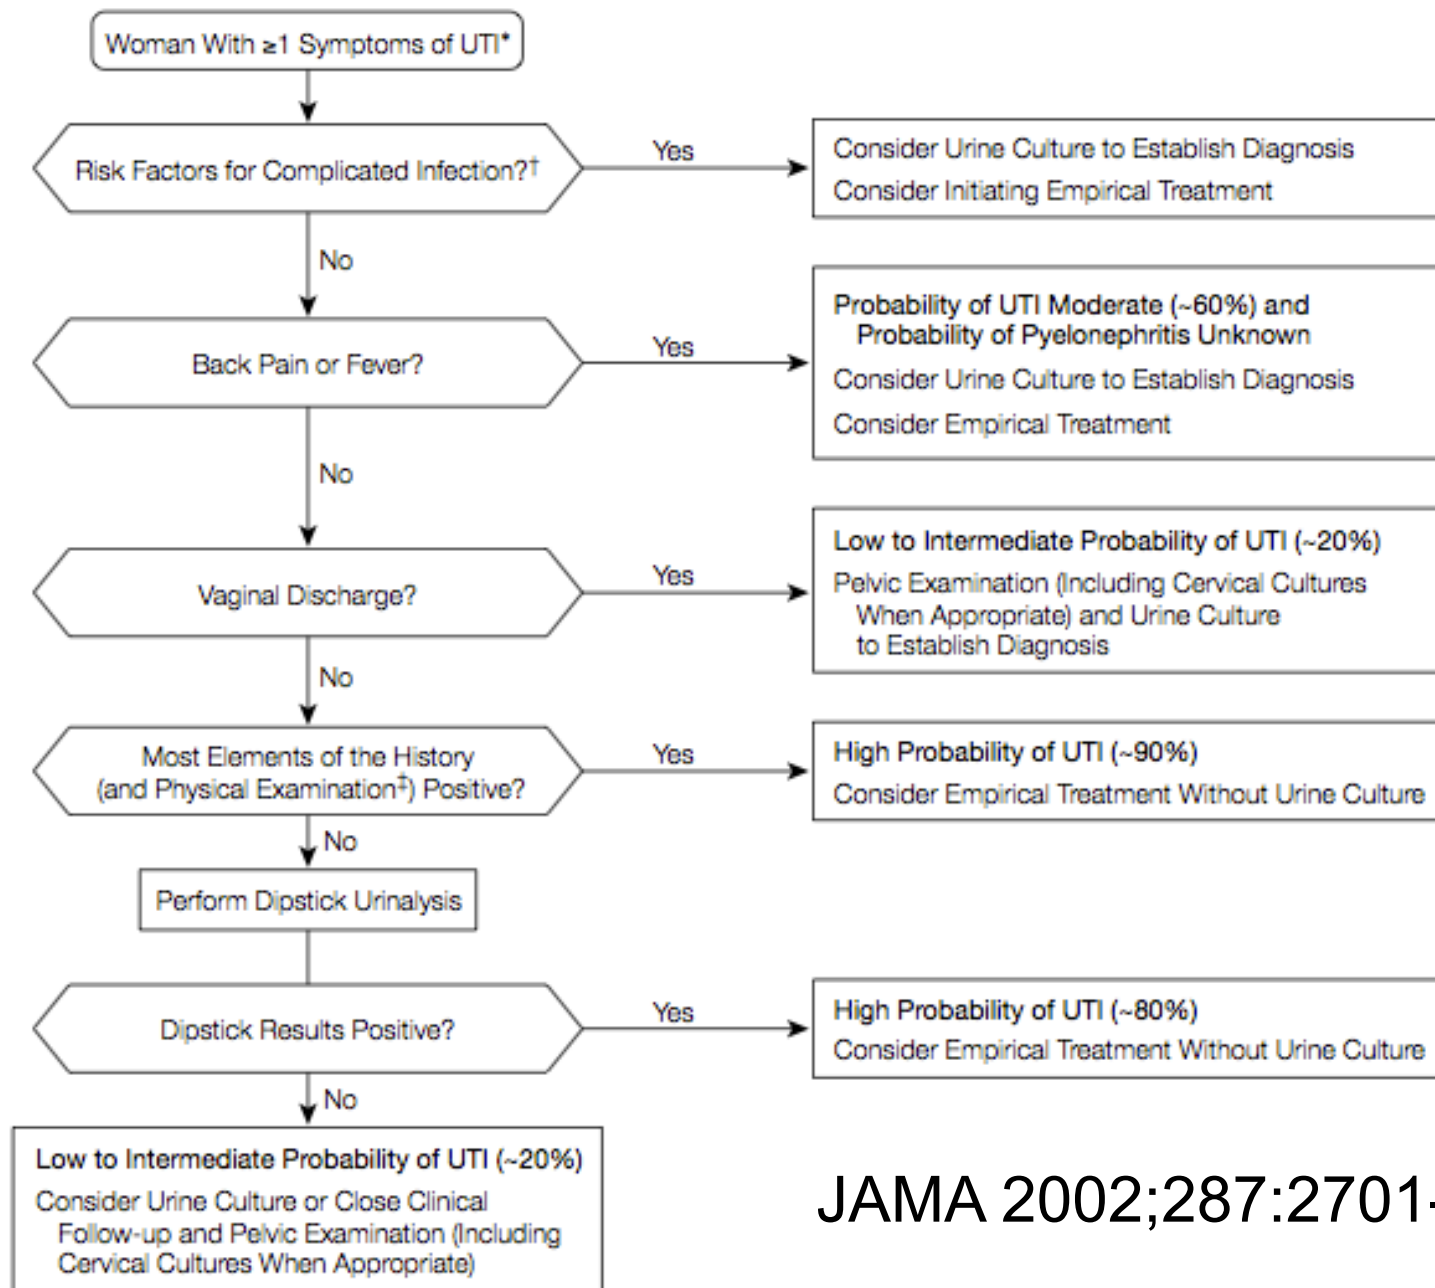 Woman With ≥1 Symptoms of UTI*
Risk Factors for Complicated Infection?†
Yes
Consider Urine Culture to Establish Diagnosis
Consider Initiating Empirical Treatment
No
Back Pain or Fever?
Yes
Probability of UTI Moderate (~60%) and
Probability of Pyelonephritis Unknown
Consider Urine Culture to Establish Diagnosis
Consider Empirical Treatment
No
Vaginal Discharge?
Yes
Low to Intermediate Probability of UTI (~20%)
Pelvic Examination (Including Cervical Cultures
When Appropriate) and Urine Culture
to Establish Diagnosis
No
Most Elements of the History
(and Physical Examination‡) Positive?
Yes
High Probability of UTI (~90%)
Consider Empirical Treatment Without Urine Culture
No
Perform Dipstick Urinalysis
Dipstick Results Positive?
Yes
High Probability of UTI (~80%)
Consider Empirical Treatment Without Urine Culture
No
Low to Intermediate Probability of UTI (~20%)
Consider Urine Culture or Close Clinical
Follow-up and Pelvic Examination (Including
Cervical Cultures When Appropriate)
JAMA 2002;287:2701-